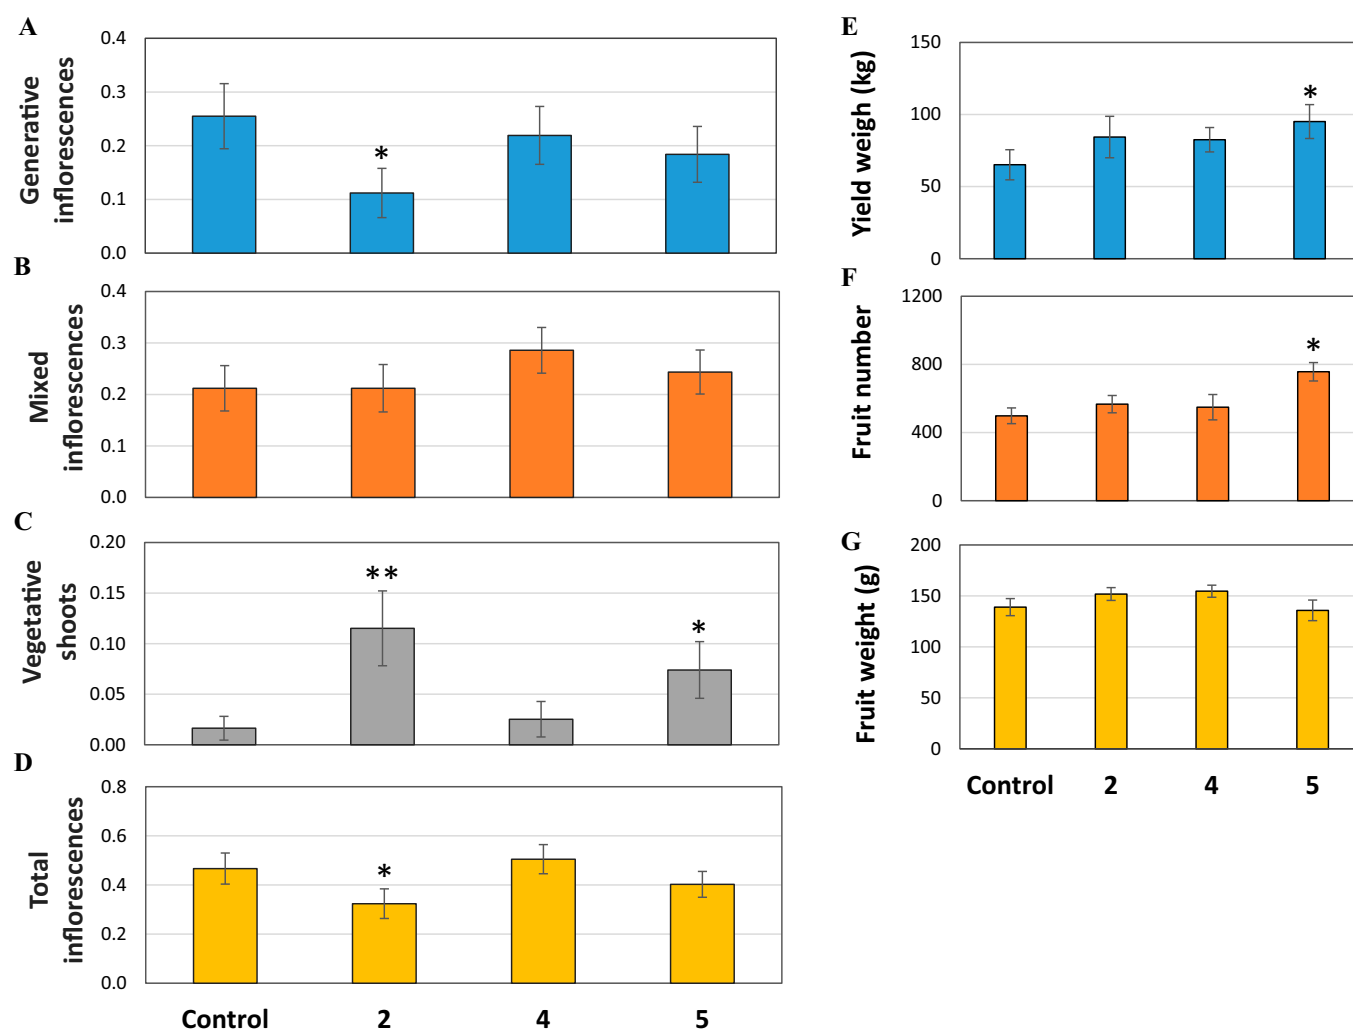 A
Generative
inflorescences
0.4
0.3
0.2
0.1
0.0
*
B
Mixed
inflorescences
0.4
0.3
0.2
0.1
0.0
C
Vegetative
shoots
0.20
0.15
0.10
0.05
0.00
**
*
D
Total
inflorescences
0.8
0.6
0.4
0.2
0.0
*
Control 2 4 5
E
Yield weigh (kg)
150
100
50
0
*
F
Fruit number
1200
800
400
0
*
G
Fruit weight (g)
200
150
100
50
0
Control 2 4 5